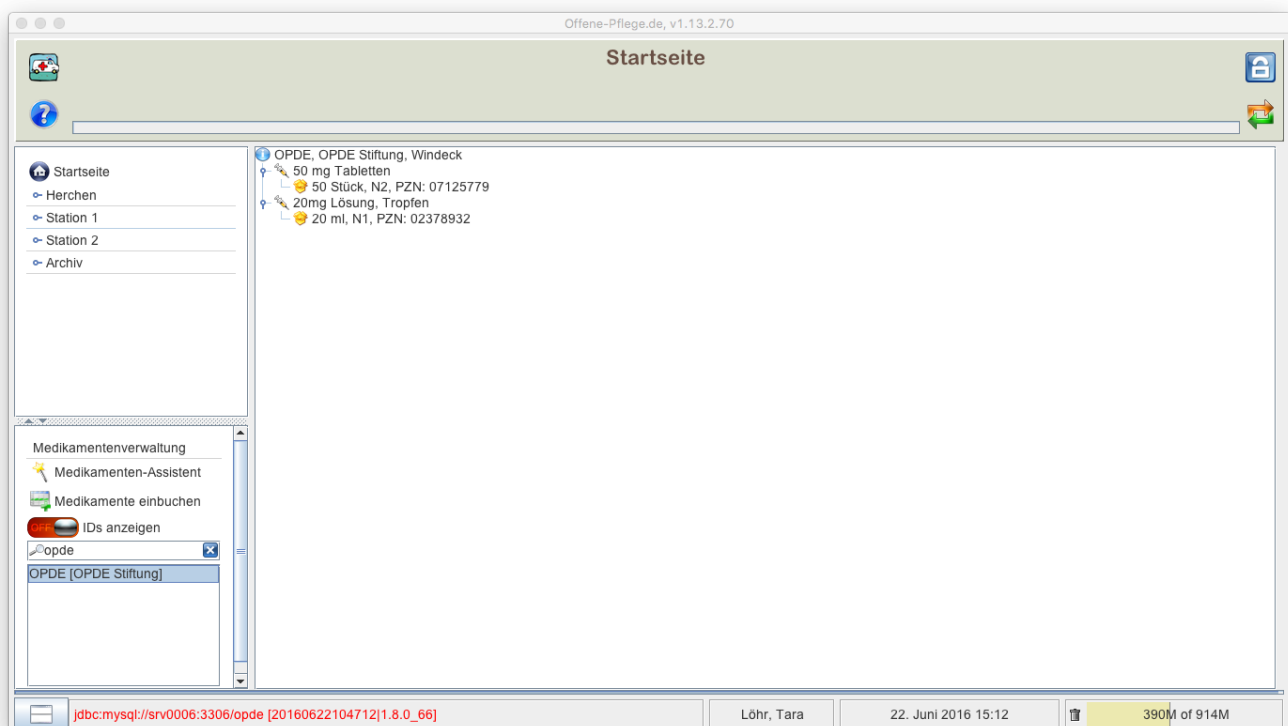 Offene-Pflege.de, v1.13.2.70
Startseite
Startseite
Herchen
Station 1
Station 2
Archiv
OPDE, OPDE Stiftung, Windeck
50 mg Tabletten
50 Stück, N2, PZN: 07125779
20mg Lösung, Tropfen
20 ml, N1, PZN: 02378932
Medikamentenverwaltung
Medikamenten-Assistent
Medikamente einbuchen
OFF IDs anzeigen
opde
OPDE [OPDE Stiftung]
jdbc:mysql://srv0006:3306/opde [20160622104712|1.8.0_66]
Löhr, Tara
22. Juni 2016 15:12
390M of 914M